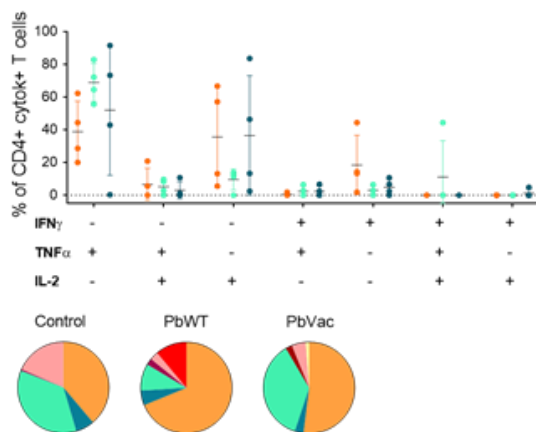 % of CD4+ cytok+ T cells
100
80
60
40
20
0
IFNγ - - - + + + +
TNFα + + - + - + -
IL-2 - + + - - + +
Control PbWT PbVac